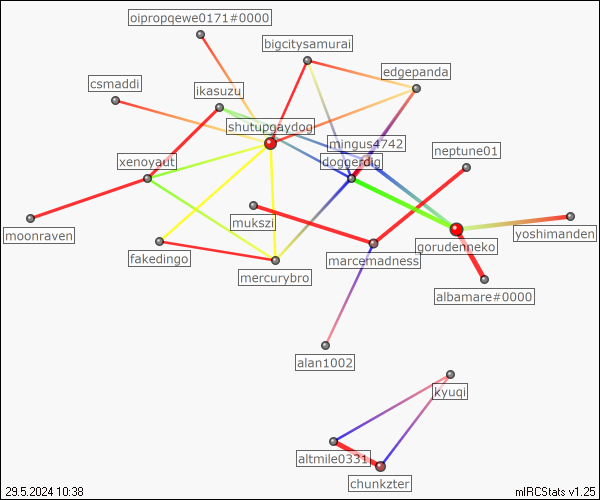 oipropqewe0171#0000
bigcitysamurai
edgepanda
csmaddi
ikasuzu
shutupgaydog
mingus4742
neptune01
xenoyaut
doggerdig
mukszi
moonraven
gorudenneko
yoshimanden
fakedingo
marcemadness
mercurybro
albamare#0000
alan1002
kyuqi
altmile0331
chunkzter
29.5.2024 10:38
mIRCStats v1.25